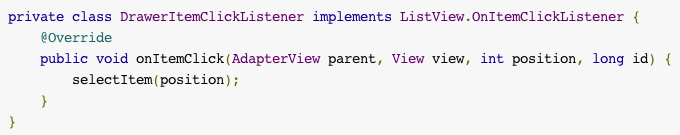 private class DrawerItemClickListener implements ListView.OnItemClickListener {
    @Override
    public void onItemClick(AdapterView parent, View view, int position, long id) {
        selectItem(position);
    }
}